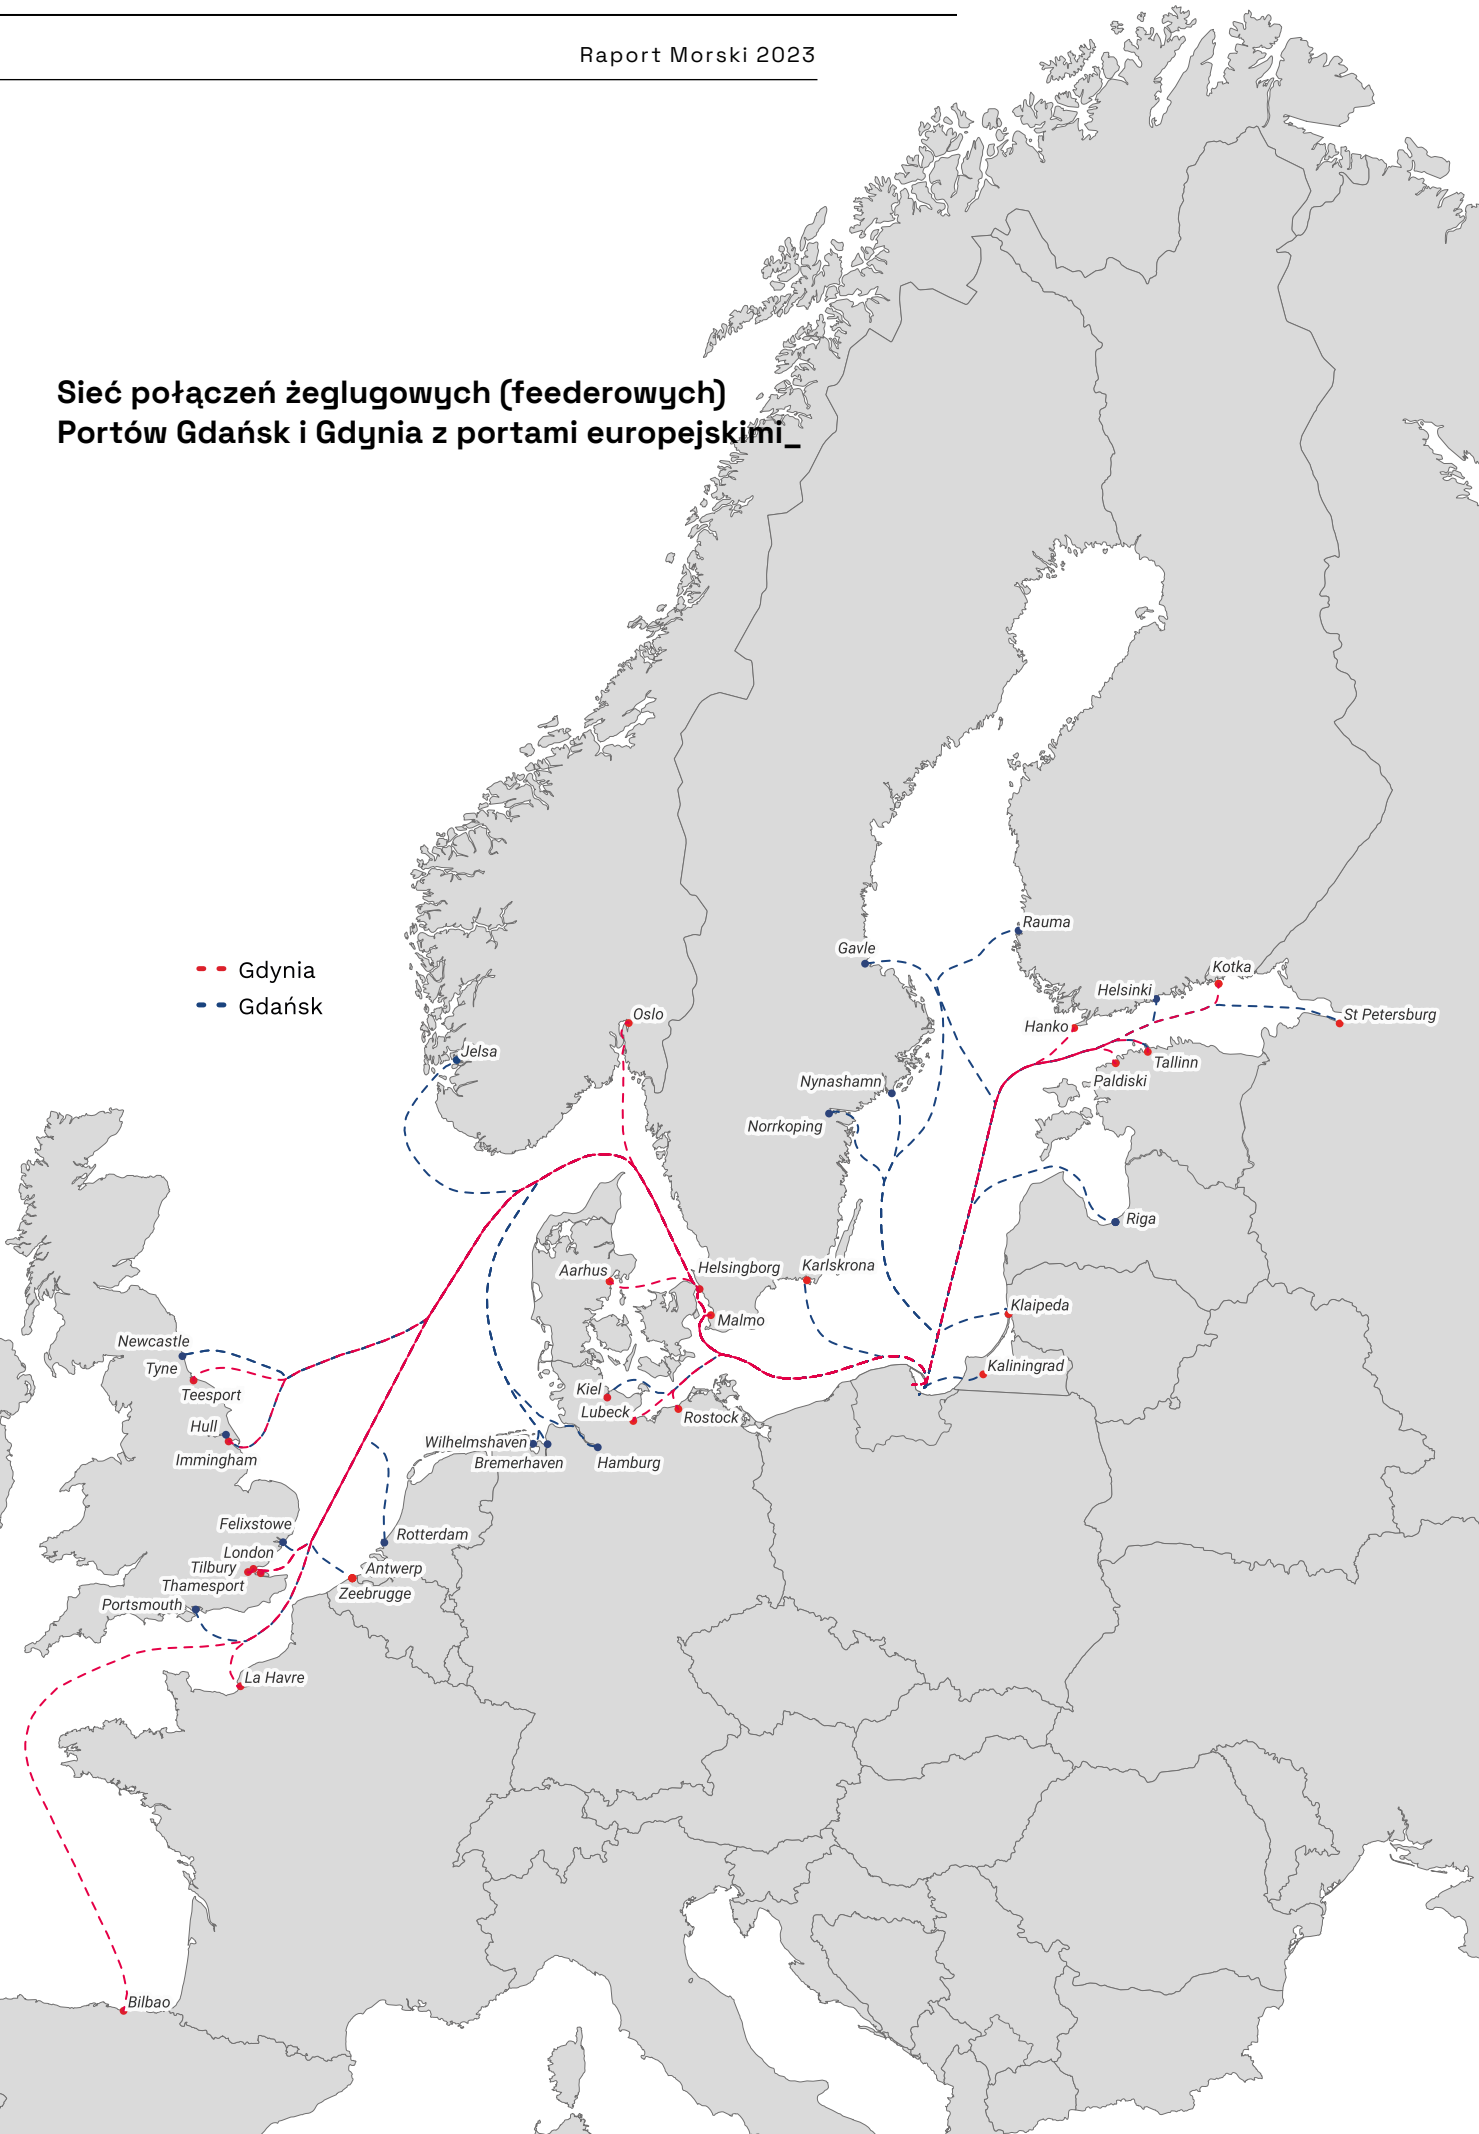 Raport Morski 2023
Sieć połączeń żeglugowych (feederowych)
Portów Gdańsk i Gdynia z portami europejskimi_
Rauma
Gavle
Kotka
Gdynia
Helsinki
Gdańsk
Oslo
St Petersburg
Hanko
Jelsa
Tallinn
Nynashamn
Paldiski
Norrkoping
Riga
Aarhus
Helsingborg
Karlskrona
Klaipeda
Malmo
Newcastle
Tyne
Kaliningrad
Teesport
Kiel
Lubeck
Rostock
Hull
Wilhelmshaven
Immingham
Bremerhaven
Hamburg
Felixstowe
Rotterdam
London
Tilbury
Antwerp
Thamesport
Zeebrugge
Portsmouth
La Havre
Bilbao